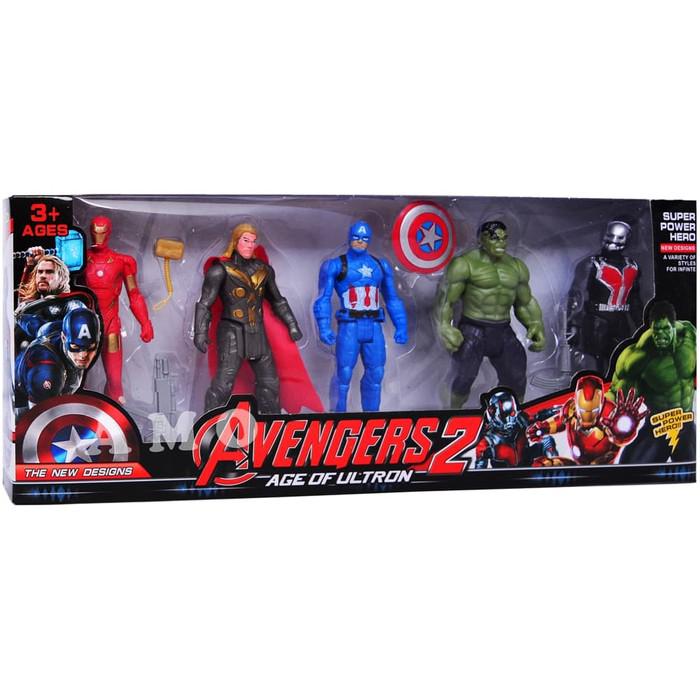 3+
AGES
SUPER
POWER
HERO
NEW DESIGNS
A VARIETY OF
STYLES
FOR INFINITE
A
A
AMO
AVENGERS 2
AGE OF ULTRON
THE NEW DESIGNS
SUPER
POWER
HERO!!